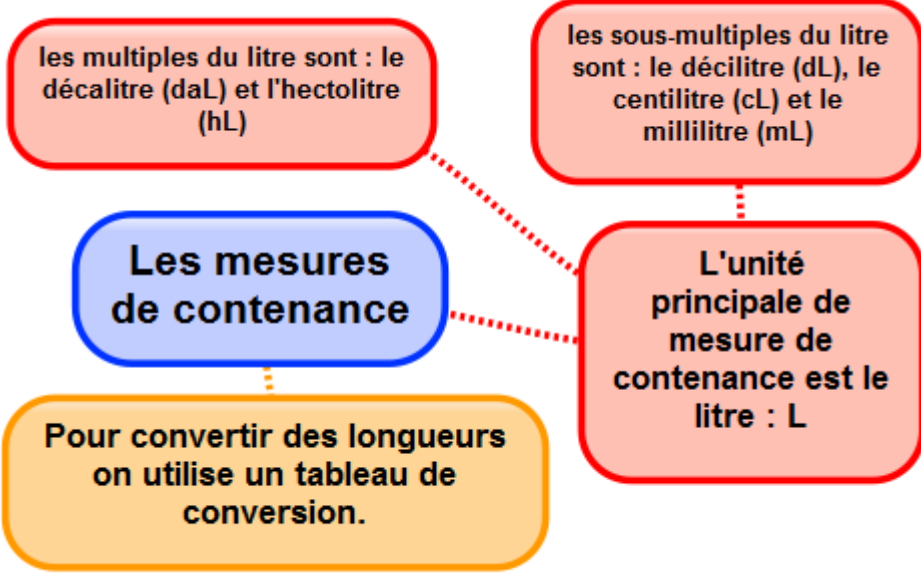 les multiples du litre sont : le
décalitre (daL) et l'hectolitre
(hL)
les sous-multiples du litre
sont : le décilitre (dL), le
centilitre (cL) et le
millilitre (mL)
Les mesures
de contenance
L'unité
principale de
mesure de
contenance est le
litre : L
Pour convertir des longueurs
on utilise un tableau de
conversion.